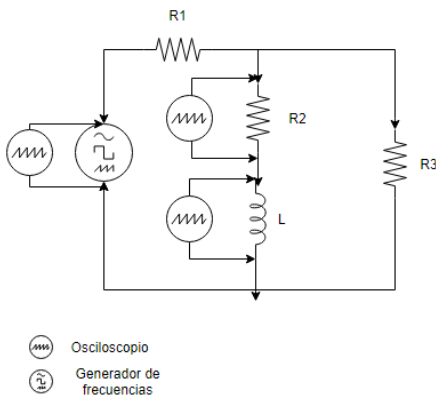 R1
R2
R3
L
Osciloscopio
Generador de
frecuencias